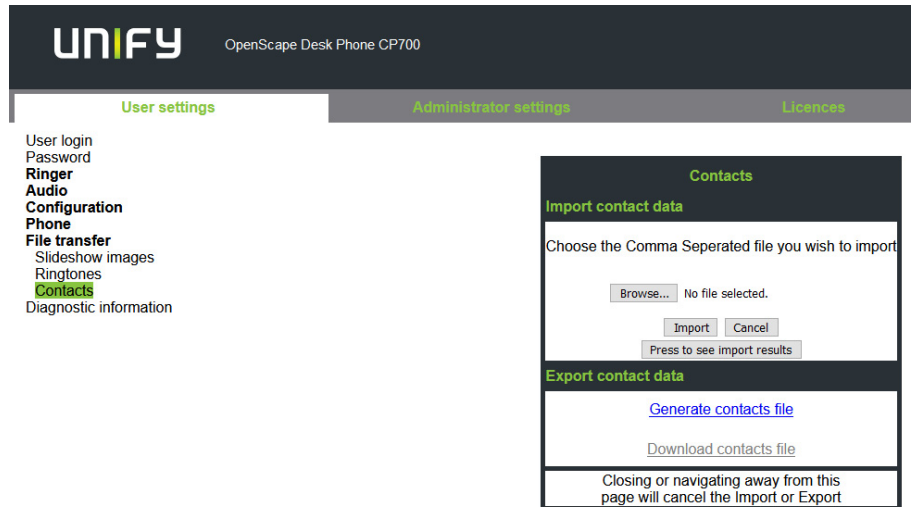 UNIFY
OpenScape Desk Phone CP700
User settings
Administrator settings
Licences
User login
Password
Ringer
Audio
Configuration
Phone
File transfer
Slideshow images
Ringtones
Contacts
Diagnostic information
Contacts
Import contact data
Choose the Comma Seperated file you wish to import
Browse... No file selected.
Import Cancel
Press to see import results
Export contact data
Generate contacts file
Download contacts file
Closing or navigating away from this
page will cancel the Import or Export